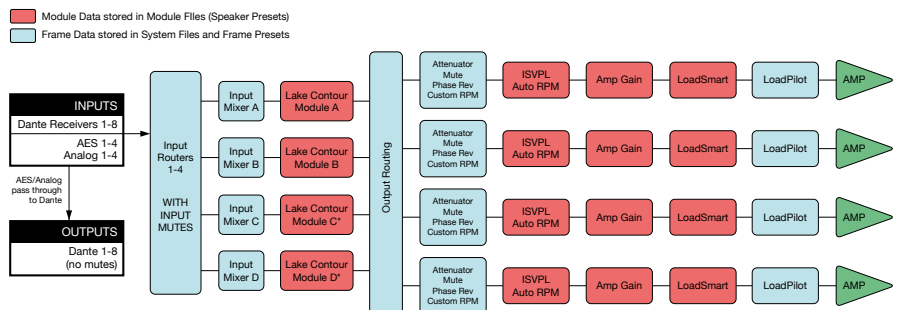 Module Data stored in Module FIles (Speaker Presets)
Frame Data stored in System Files and Frame Presets
INPUTS
Dante Receivers 1-8
AES 1-4
Analog 1-4
AES/Analog
pass through
to Dante
OUTPUTS
Dante 1-8
(no mutes)
Input
Routers
1-4
WITH
INPUT
MUTES
Input
Mixer A
Lake Contour
Module A
Input
Mixer B
Lake Contour
Module B
Input
Mixer C
Lake Contour
Module C*
Input
Mixer D
Lake Contour
Module D*
Output Routing
Attenuator
Mute
Phase Rev
Custom RPM
ISVPL
Auto RPM
Amp Gain
LoadSmart
LoadPilot
AMP
Attenuator
Mute
Phase Rev
Custom RPM
ISVPL
Auto RPM
Amp Gain
LoadSmart
LoadPilot
AMP
Attenuator
Mute
Phase Rev
Custom RPM
ISVPL
Auto RPM
Amp Gain
LoadSmart
LoadPilot
AMP
Attenuator
Mute
Phase Rev
Custom RPM
ISVPL
Auto RPM
Amp Gain
LoadSmart
LoadPilot
AMP